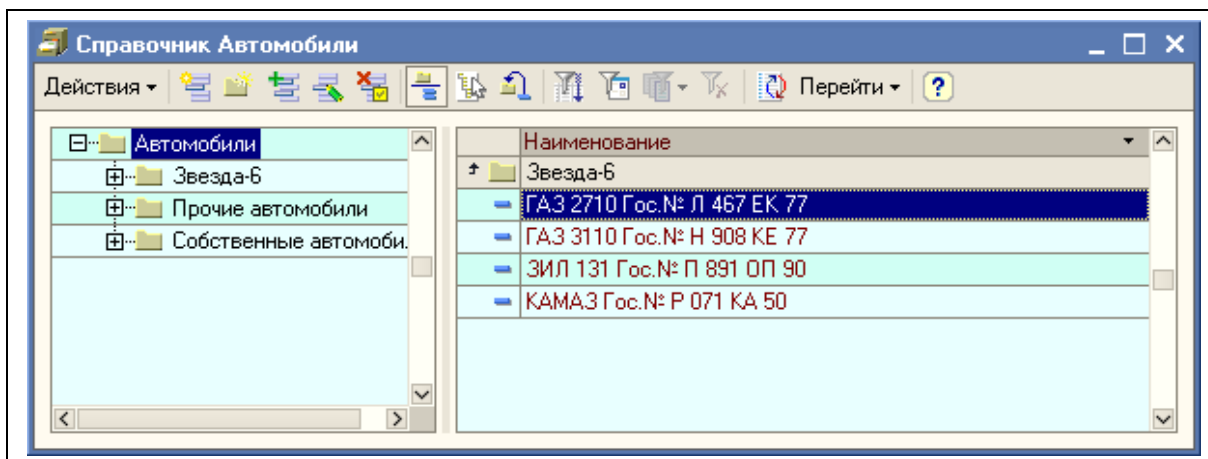 Справочник Автомобили
Действия Перейти ?
Автомобили
Звезда-6
Прочие автомобили
Собственные автомоби.
Наименование
Звезда-6
ГАЗ 2710 Гос.№ Л 467 ЕК 77
ГАЗ 3110 Гос.№ Н 908 КЕ 77
ЗИЛ 131 Гос.№ П 891 ОП 90
КАМАЗ Гос.№ Р 071 КА 50